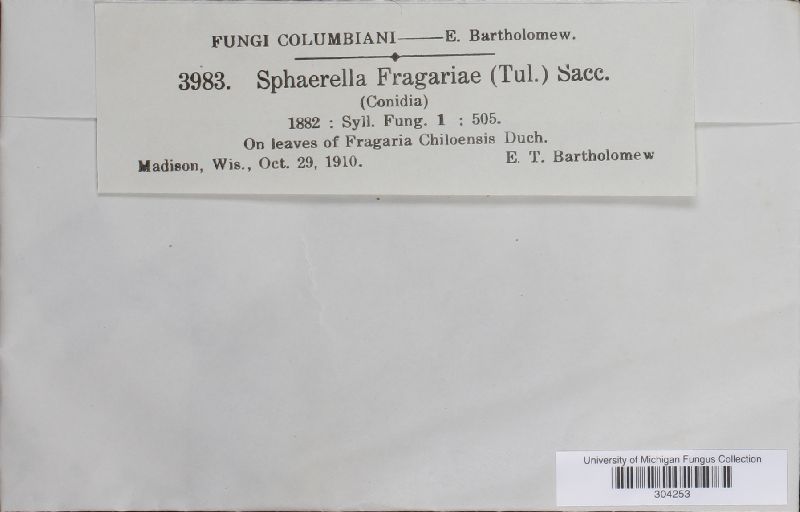 FUNGI COLUMBIANI——E. Bartholomew.
3983. Sphaerella Fragariae (Tul.) Sacc.
(Conidia)
1882 : Syll. Fung. 1 : 505.
On leaves of Fragaria Chiloensis Duch.
Madison, Wis., Oct. 29, 1910. E. T. Bartholomew
University of Michigan Fungus Collection
304253